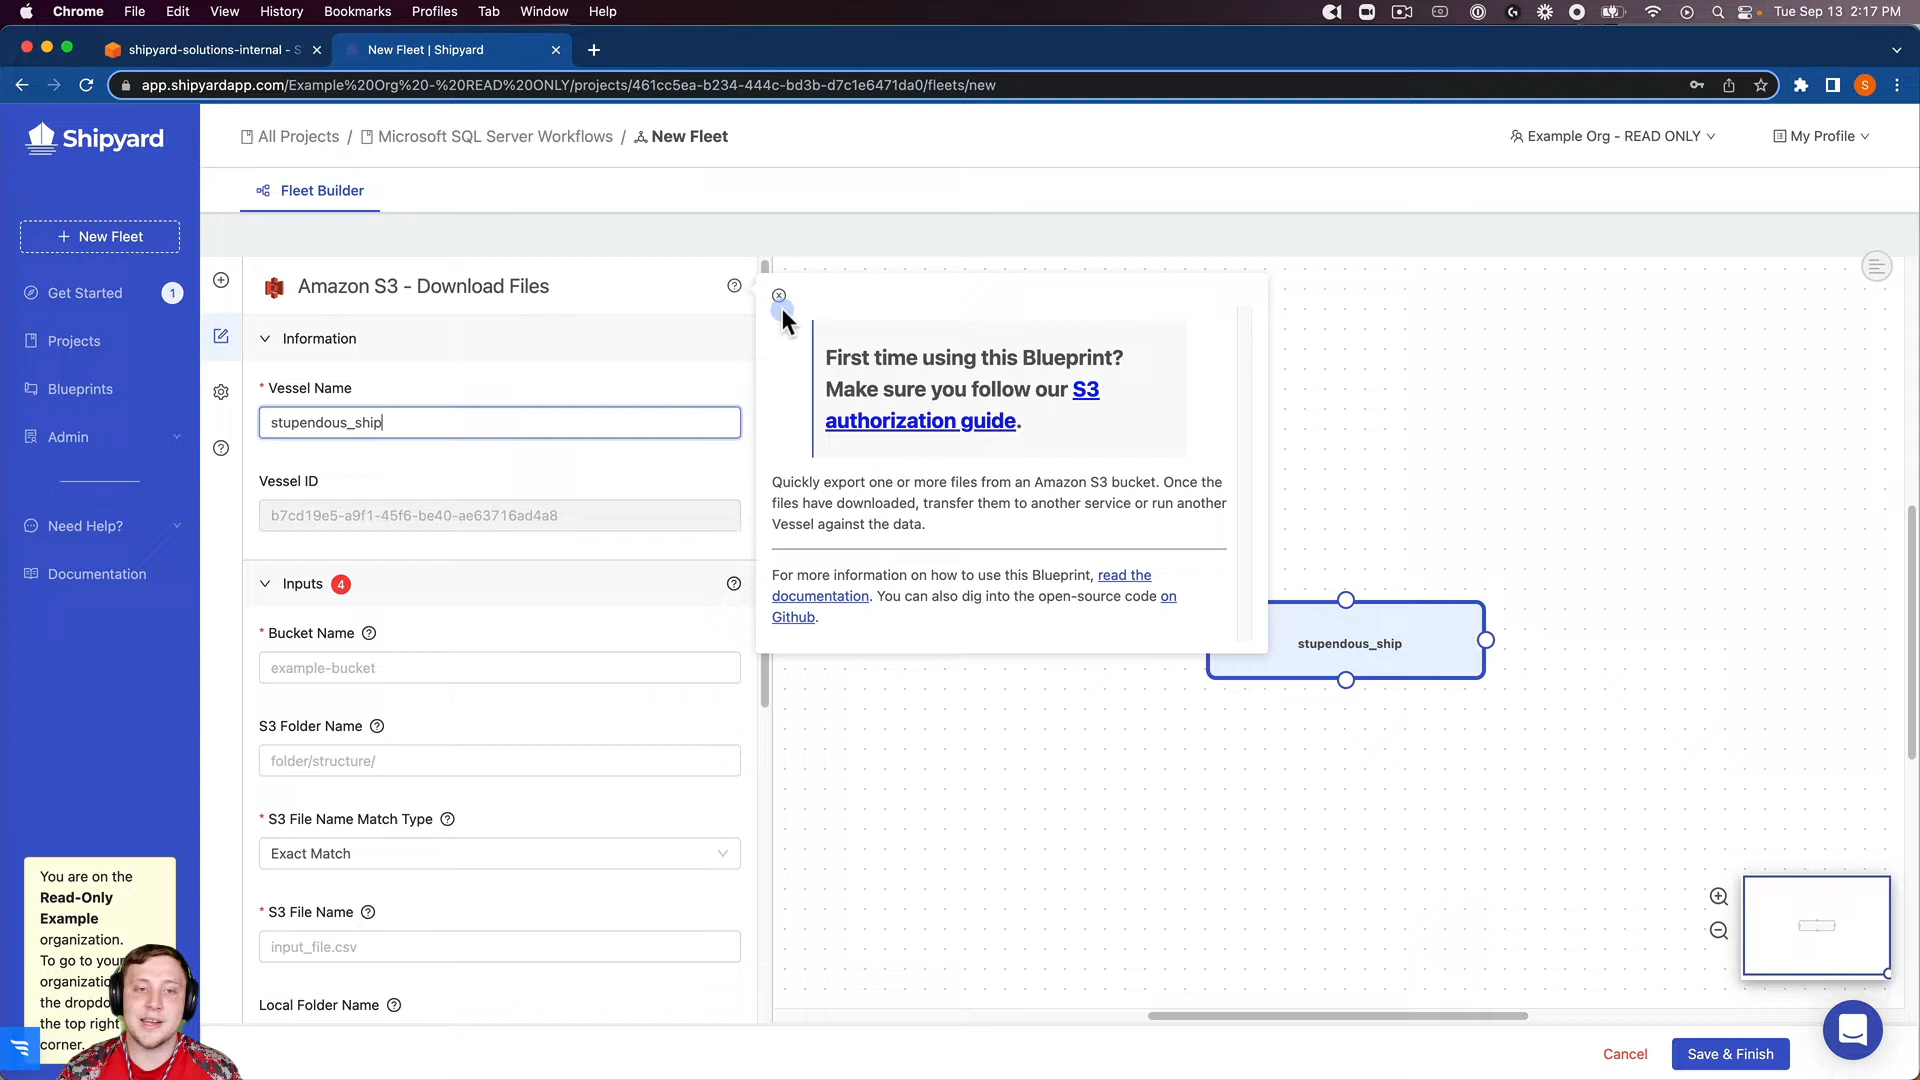 Chrome File Edit View History Bookmarks Profiles Tab Window Help
Tue Sep 13 2:17 PM
shipyard-solutions-internal - S
New Fleet | Shipyard
app.shipyardapp.com/Example%20Org%20-%20READ%20ONLY/projects/461cc5ea-b234-444c-bd3b-d7c1e6471da0/fleets/new
S
Shipyard
All Projects / Microsoft SQL Server Workflows / New Fleet
Example Org - READ ONLY
My Profile
Fleet Builder
+ New Fleet
Get Started 1
Projects
Blueprints
Admin
Need Help?
Documentation
You are on the
Read-Only
Example
organization.
To go to your
the top right
corner.
Amazon S3 - Download Files
Information
* Vessel Name
stupendous_ship
Vessel ID
b7cd19e5-a9f1-45f6-be40-ae63716ad4a8
Inputs 4
* Bucket Name
example-bucket
S3 Folder Name
folder/structure/
* S3 File Name Match Type
Exact Match
* S3 File Name
input_file.csv
Local Folder Name
First time using this Blueprint?
Make sure you follow our S3
authorization guide.
Quickly export one or more files from an Amazon S3 bucket. Once the
files have downloaded, transfer them to another service or run another
Vessel against the data.
For more information on how to use this Blueprint, read the
documentation. You can also dig into the open-source code on
Github.
stupendous_ship
Cancel
Save & Finish